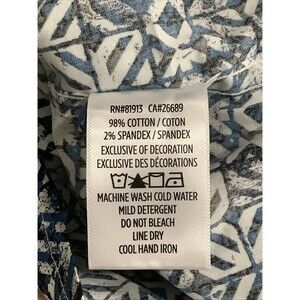 RN#81913 CA#26689
98% COTTON / COTON
2% SPANDEX / SPANDEX
EXCLUSIVE OF DECORATION
EXCLUSIVE DES DÉCORATIONS
MACHINE WASH COLD WATER
MILD DETERGENT
DO NOT BLEACH
LINE DRY
COOL HAND IRON